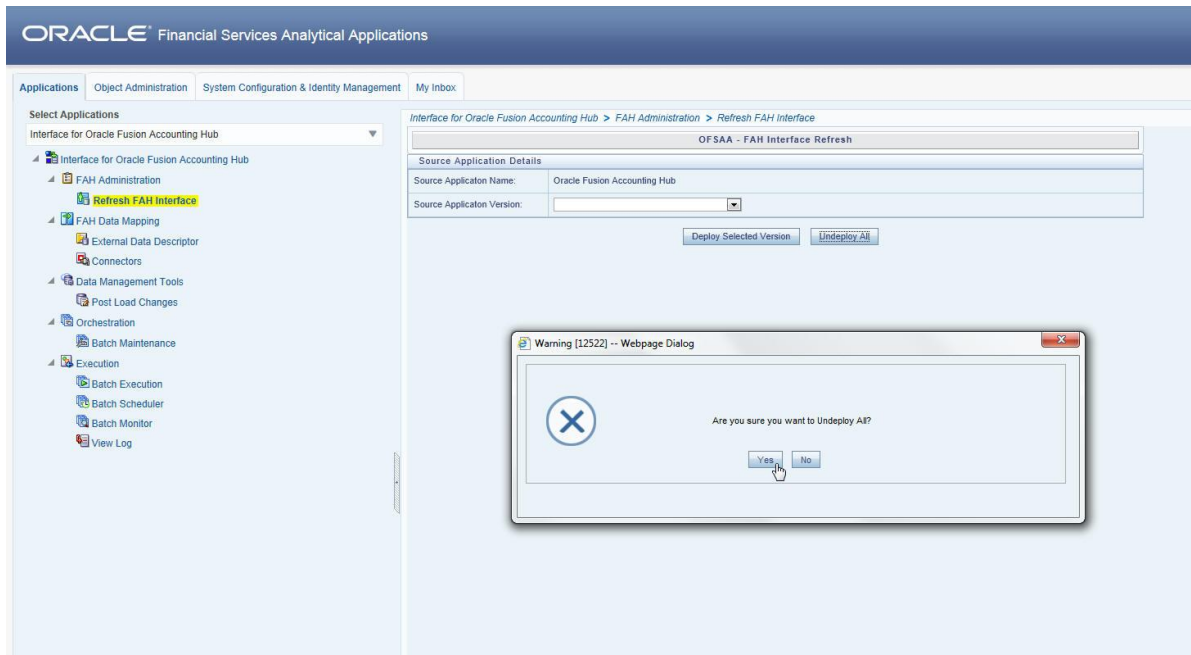 ORACLE® Financial Services Analytical Applications
Applications
Object Administration
System Configuration & Identity Management
My Inbox
Select Applications
Interface for Oracle Fusion Accounting Hub
Interface for Oracle Fusion Accounting Hub
FAH Administration
Refresh FAH Interface
FAH Data Mapping
External Data Descriptor
Connectors
Data Management Tools
Post Load Changes
Orchestration
Batch Maintenance
Execution
Batch Execution
Batch Scheduler
Batch Monitor
View Log
Interface for Oracle Fusion Accounting Hub > FAH Administration > Refresh FAH Interface
OFSAA - FAH Interface Refresh
Source Application Details
Source Applicaton Name: Oracle Fusion Accounting Hub
Source Applicaton Version:
Deploy Selected Version
Undeploy All
Warning [12522] -- Webpage Dialog
Are you sure you want to Undeploy All?
Yes
No